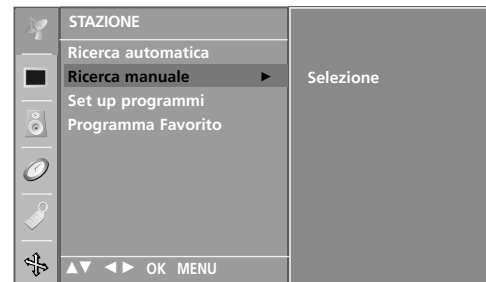 STAZIONE
Ricerca automatica
Ricerca manuale ►
Selezione
Set up programmi
Programma Favorito
▲▼ ◄► OK MENU